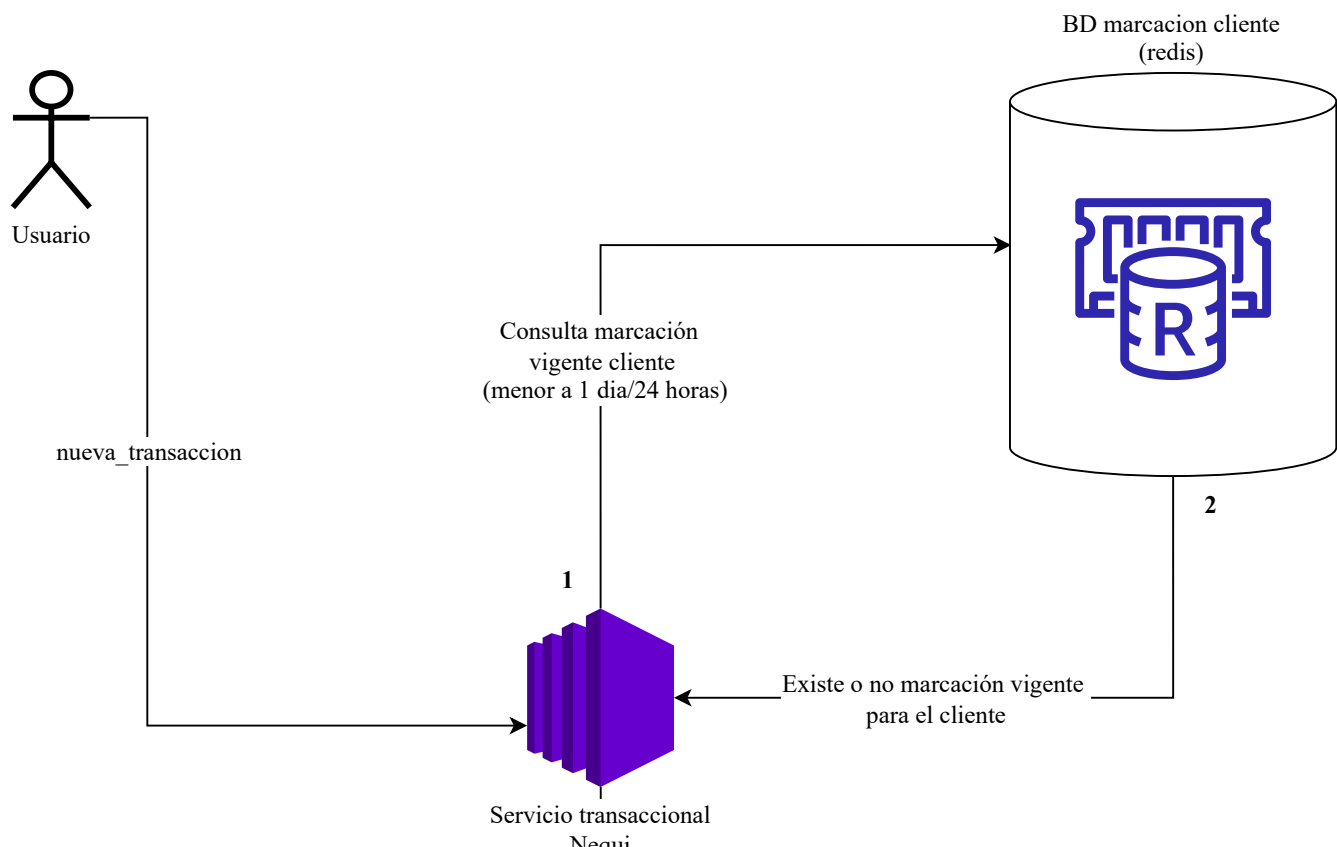 BD marcacion cliente
(redis)
Usuario
R
Consulta marcación
vigente cliente
(menor a 1 dia/24 horas)
nueva_transaccion
2
1
Existe o no marcación vigente
para el cliente
Servicio transaccional
Nequi